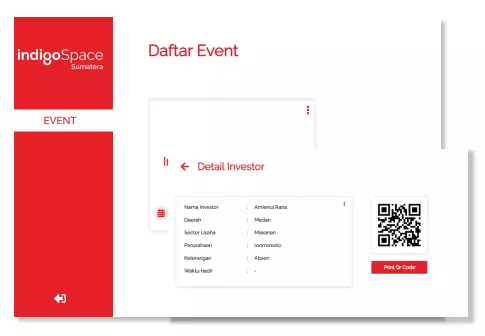 indigoSpace
Sumatera
Daftar Event
EVENT
Detail Investor
Nama Investor : Amienul Rana
Daerah : Medan
Sector Usaha : Makanan
Perusahaan : roomsresto
Keterangan : Absen
Waktu hadir : -
Print Qr Code